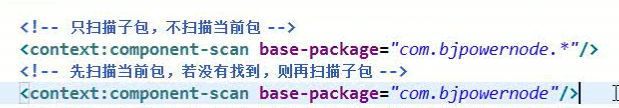 <!-- 只扫描子包，不扫描当前包 -->
<context:component-scan base-package="com.bjpowernode.*"/>
<!-- 先扫描当前包，若没有找到，则再扫描子包 -->
<context:component-scan base-package="com.bjpowernode"/>